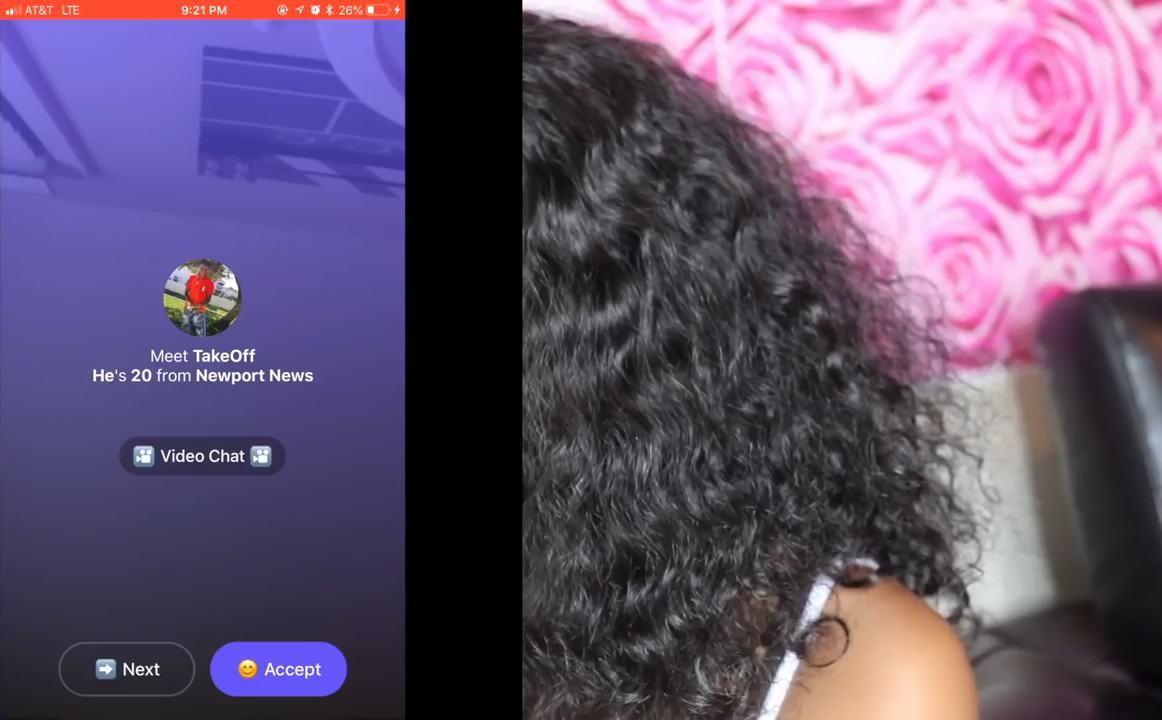 AT&T LTE 9:21 PM 26%
Meet TakeOff
He's 20 from Newport News
Video Chat
Next Accept